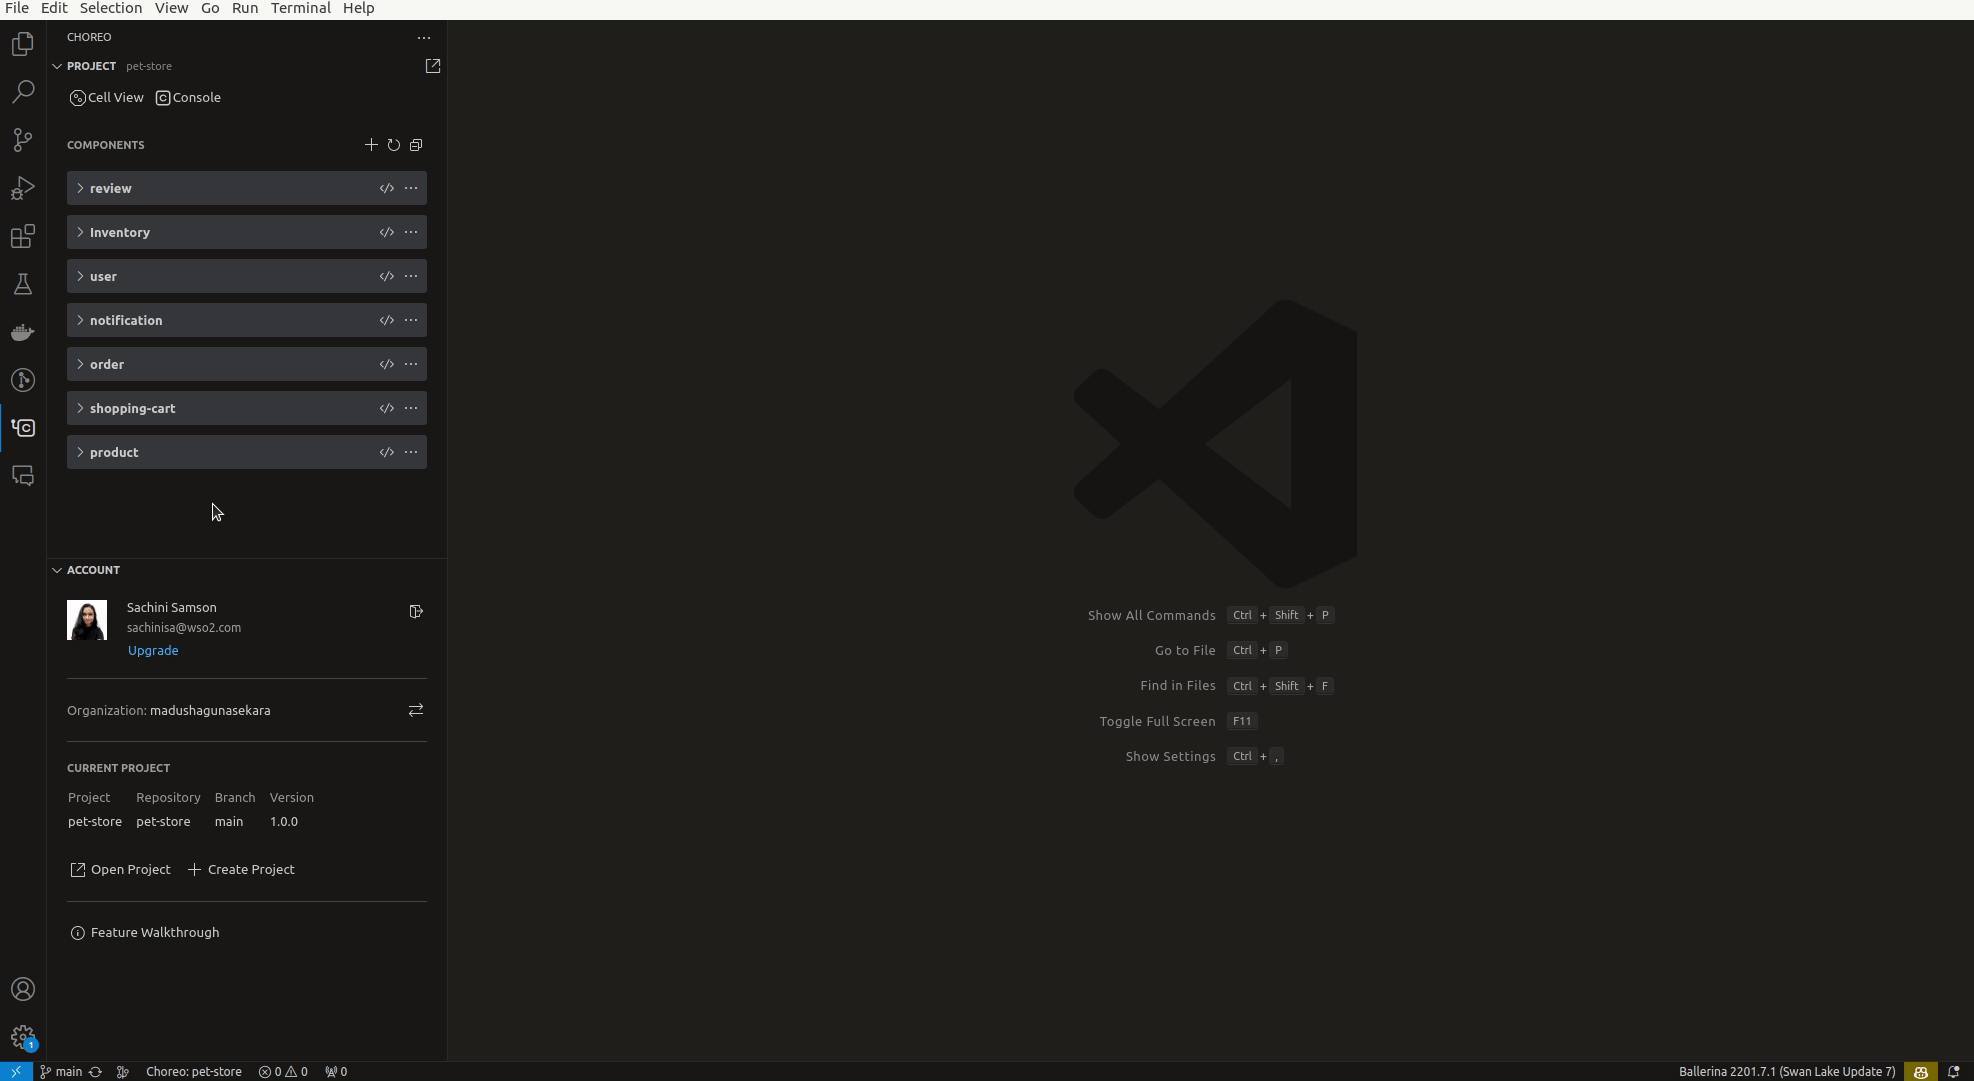 File Edit Selection View Go Run Terminal Help
CHOREO
PROJECT pet-store
Cell View Console
COMPONENTS
review
Inventory
user
notification
order
shopping-cart
product
ACCOUNT
Sachini Samson
sachinisa@wso2.com
Upgrade
Organization: madushagunasekara
CURRENT PROJECT
Project Repository Branch Version
pet-store pet-store main 1.0.0
Open Project Create Project
Feature Walkthrough
Show All Commands Ctrl + Shift + P
Go to File Ctrl + P
Find in Files Ctrl + Shift + F
Toggle Full Screen F11
Show Settings Ctrl + ,
1
main Choreo: pet-store 0 0 0 Ballerina 2201.7.1 (Swan Lake Update 7)